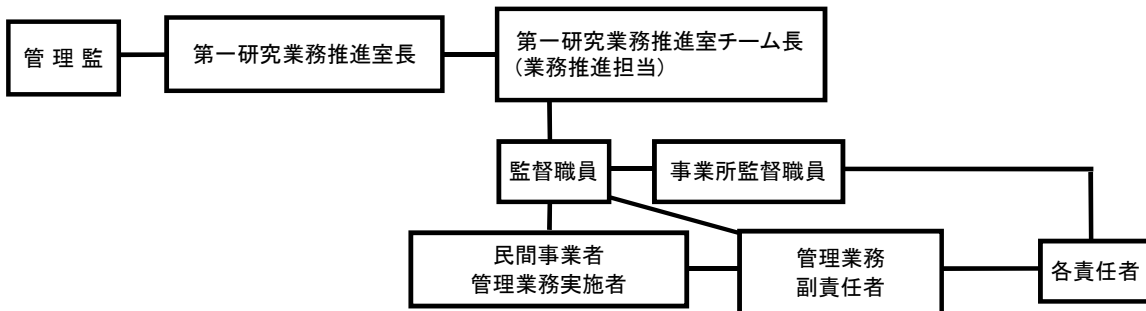 管理監
第一研究業務推進室長
第一研究業務推進室チーム長
(業務推進担当)
監督職員
事業所監督職員
民間事業者
管理業務実施者
管理業務
副責任者
各責任者